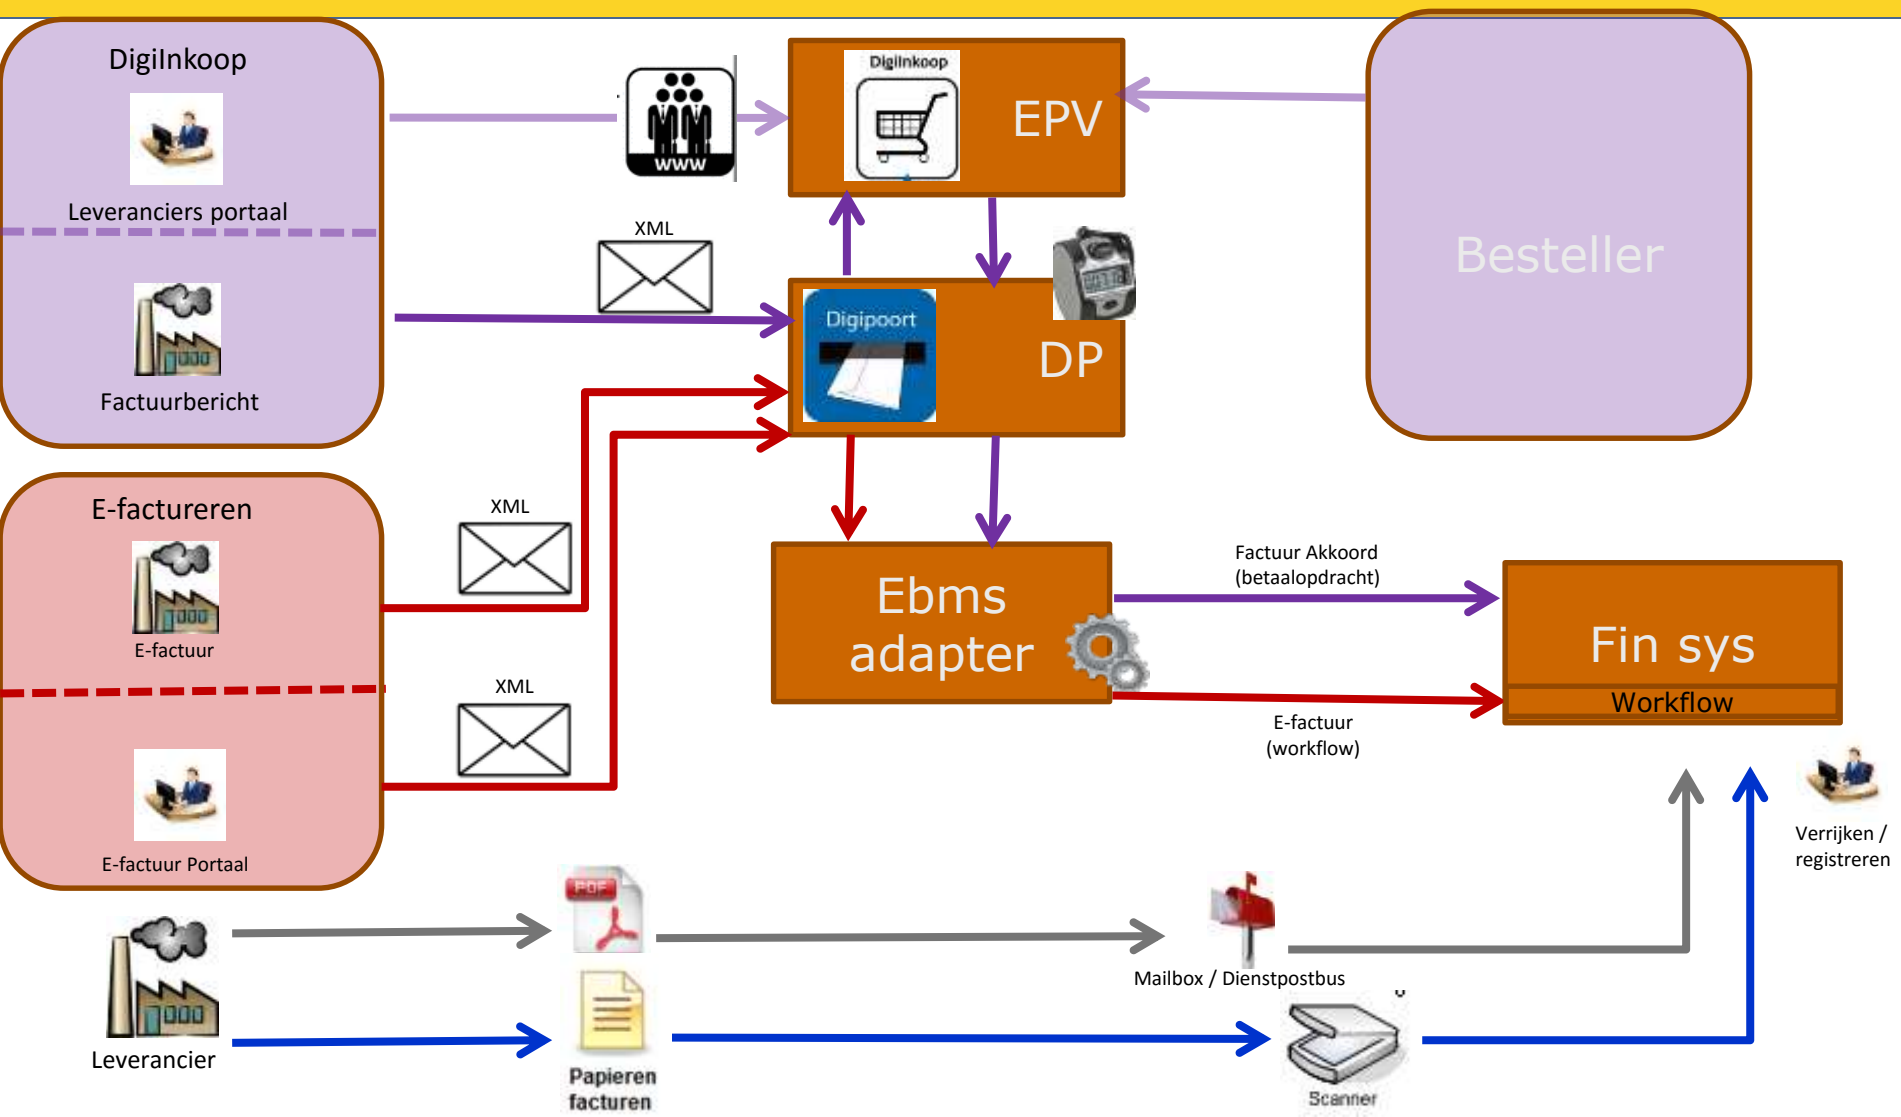 DigiInkoop
Leveranciers portaal
Factuurbericht
www
XML
DigiInkoop
EPV
Digipoort
DP
Besteller
E-factureren
E-factuur
E-factuur Portaal
XML
XML
Ebms
adapter
Factuur Akkoord
(betaalopdracht)
E-factuur
(workflow)
Fin sys
Workflow
Verrijken /
registreren
PDF
Mailbox / Dienstpostbus
Leverancier
Papieren
facturen
Scanner